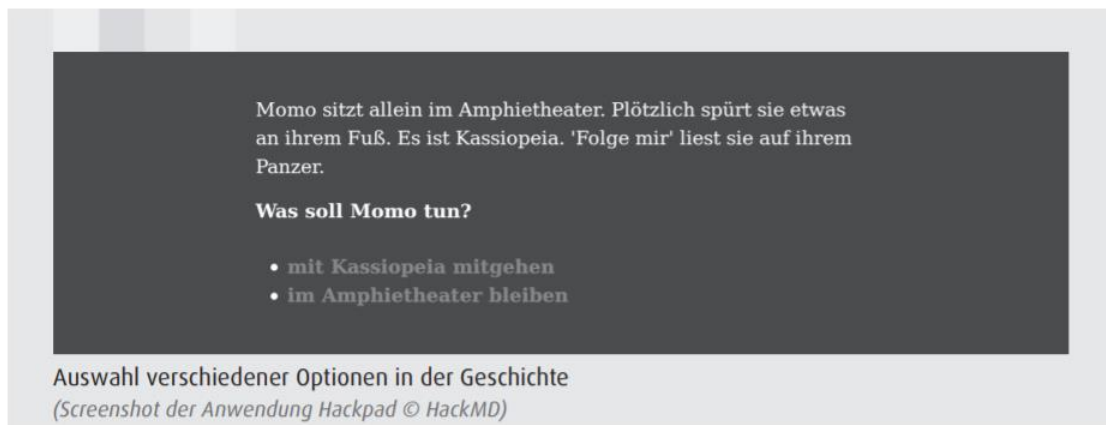 Momo sitzt allein im Amphietheater. Plötzlich spürt sie etwas
an ihrem Fuß. Es ist Kassiopeia. 'Folge mir' liest sie auf ihrem
Panzer.
Was soll Momo tun?
• mit Kassiopeia mitgehen
• im Amphietheater bleiben
Auswahl verschiedener Optionen in der Geschichte
(Screenshot der Anwendung Hackpad © HackMD)